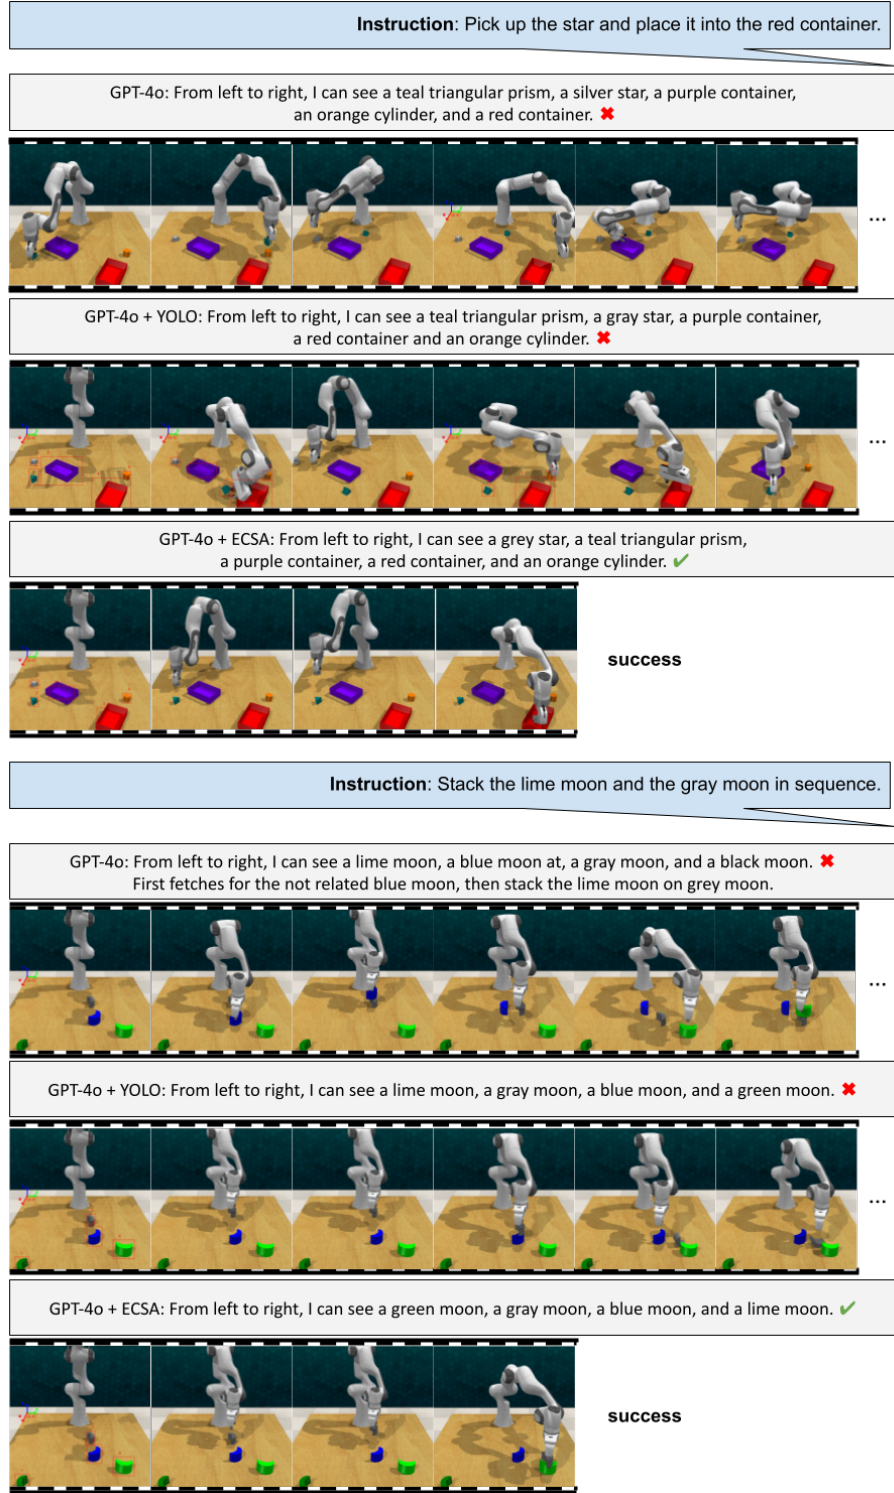 Instruction: Pick up the star and place it into the red container.
GPT-4o: From left to right, I can see a teal triangular prism, a silver star, a purple container,
an orange cylinder, and a red container. ✖
...
GPT-4o + YOLO: From left to right, I can see a teal triangular prism, a gray star, a purple container,
a red container and an orange cylinder. ✖
...
GPT-4o + ECSA: From left to right, I can see a grey star, a teal triangular prism,
a purple container, a red container, and an orange cylinder. ✓
success
Instruction: Stack the lime moon and the gray moon in sequence.
GPT-4o: From left to right, I can see a lime moon, a blue moon at, a gray moon, and a black moon. ✖
First fetches for the not related blue moon, then stack the lime moon on grey moon.
...
GPT-4o + YOLO: From left to right, I can see a lime moon, a gray moon, a blue moon, and a green moon. ✖
...
GPT-4o + ECSA: From left to right, I can see a green moon, a gray moon, a blue moon, and a lime moon. ✓
success